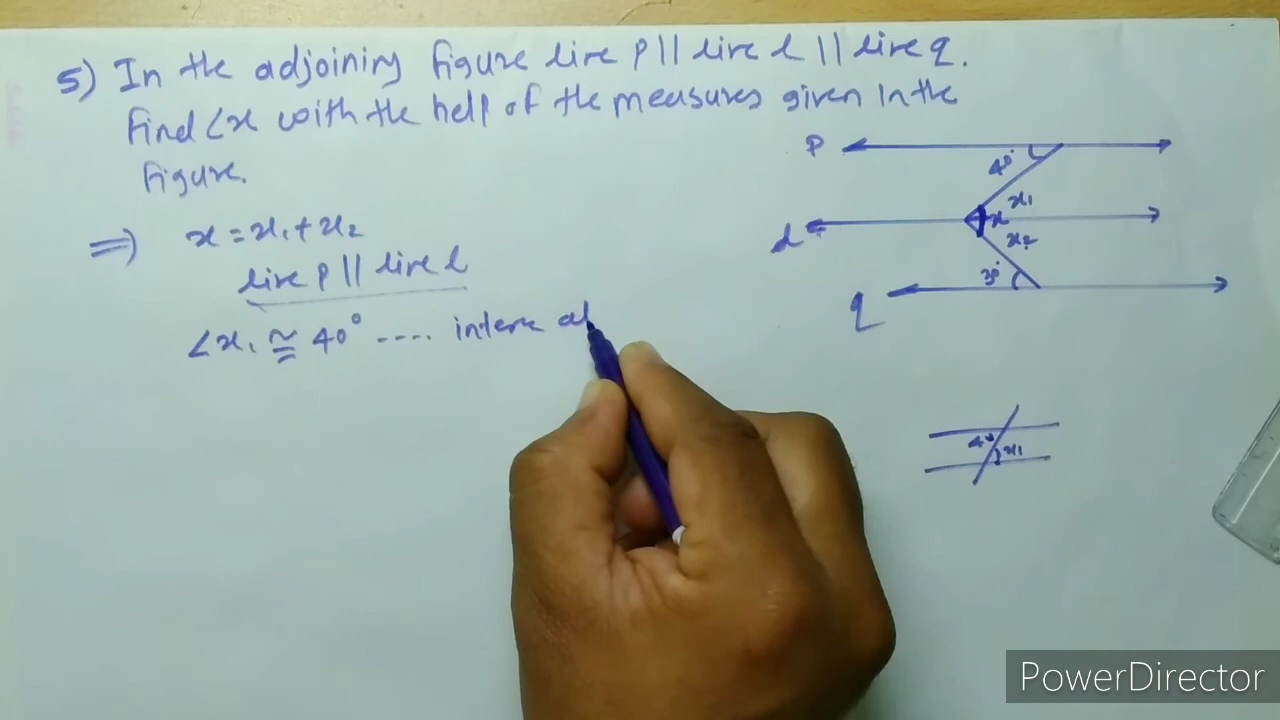 5) In the adjoining figure line p || line l || line q.
Find ∠x with the help of the measures given in the
figure.
⇒) x = x₁ + x₂
line p || line l
∠x₁ ≅ 40° .... intere al
p
40°
x₁
l
x
x₂
30°
q
40
x₁
PowerDirector